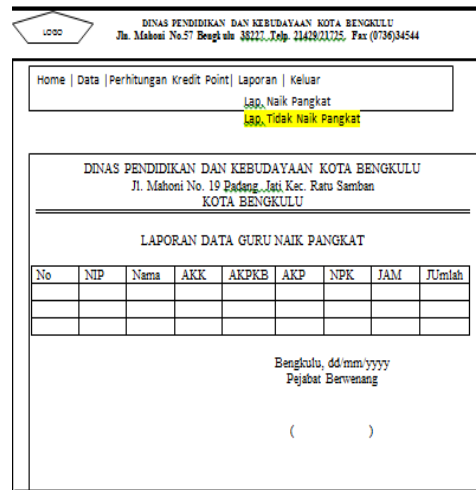 LOGO
DINAS PENDIDIKAN DAN KEBUDAYAAN KOTA BENGKULU
Jln. Mahoni No.57 Bengkulu 38227. Telp. 21429/21725. Fax (0736)34544
Home | Data |Perhitungan Kredit Point| Laporan | Keluar
Lap. Naik Pangkat
Lap. Tidak Naik Pangkat
DINAS PENDIDIKAN DAN KEBUDAYAAN KOTA BENGKULU
Jl. Mahoni No. 19 Padang Jati Kec. Ratu Samban
KOTA BENGKULU
LAPORAN DATA GURU NAIK PANGKAT
No NIP Nama AKK AKPKB AKP NPK JAM JUmlah
Bengkulu, dd/mm/yyyy
Pejabat Berwenang
( )